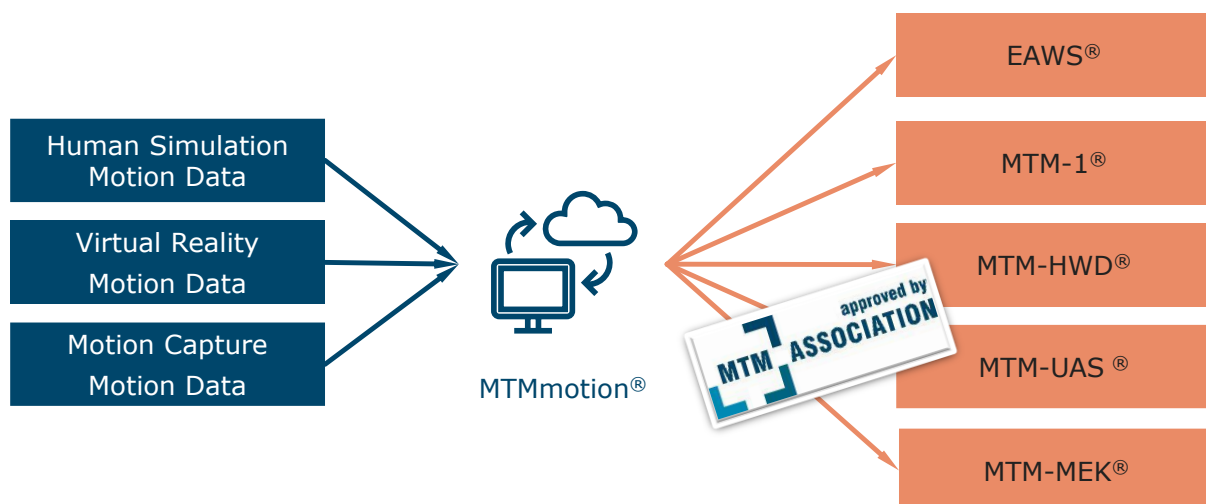 Human Simulation
Motion Data
Virtual Reality
Motion Data
Motion Capture
Motion Data
MTMmotion®
EAWS®
MTM-1®
MTM-HWD®
MTM-UAS ®
MTM-MEK®
approved by
MTM ASSOCIATION